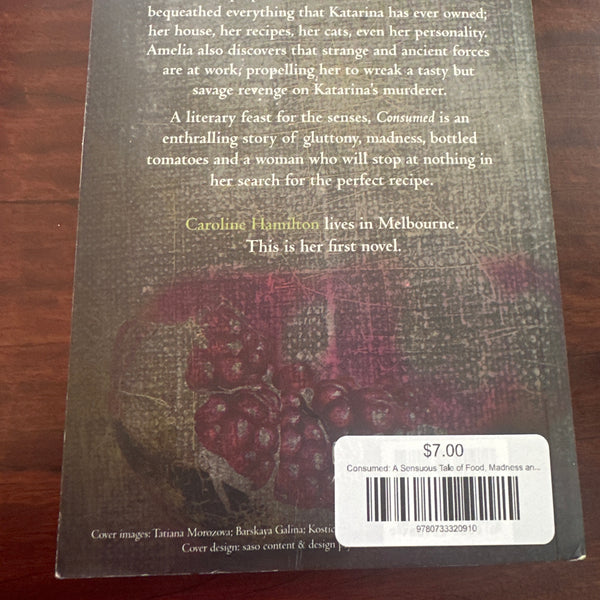 bequeathed everything that Katarina has ever owned;
her house, her recipes, her cats, even her personality.
Amelia also discovers that strange and ancient forces
are at work, propelling her to wreak a tasty but
savage revenge on Katarina's murderer.
A literary feast for the senses, Consumed is an
enthralling story of gluttony, madness, bottled
tomatoes and a woman who will stop at nothing in
her search for the perfect recipe.
Caroline Hamilton lives in Melbourne.
This is her first novel.
$7.00
Consumed: A Sensuous Tale of Food, Madness an...
9780733320910
Cover images: Tatiana Morozova; Barskaya Galina;
Cover design: saso content & design